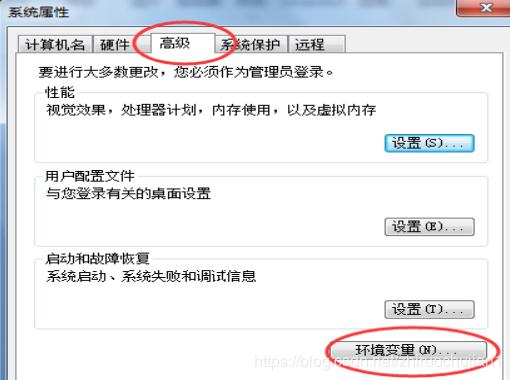 系统属性
计算机名 硬件 高级 系统保护 远程
要进行大多数更改，您必须作为管理员登录。
性能
视觉效果，处理器计划，内存使用，以及虚拟内存
设置(S)...
用户配置文件
与您登录有关的桌面设置
设置(E)...
启动和故障恢复
系统启动、系统失败和调试信息
设置(T)...
环境变量(N)...